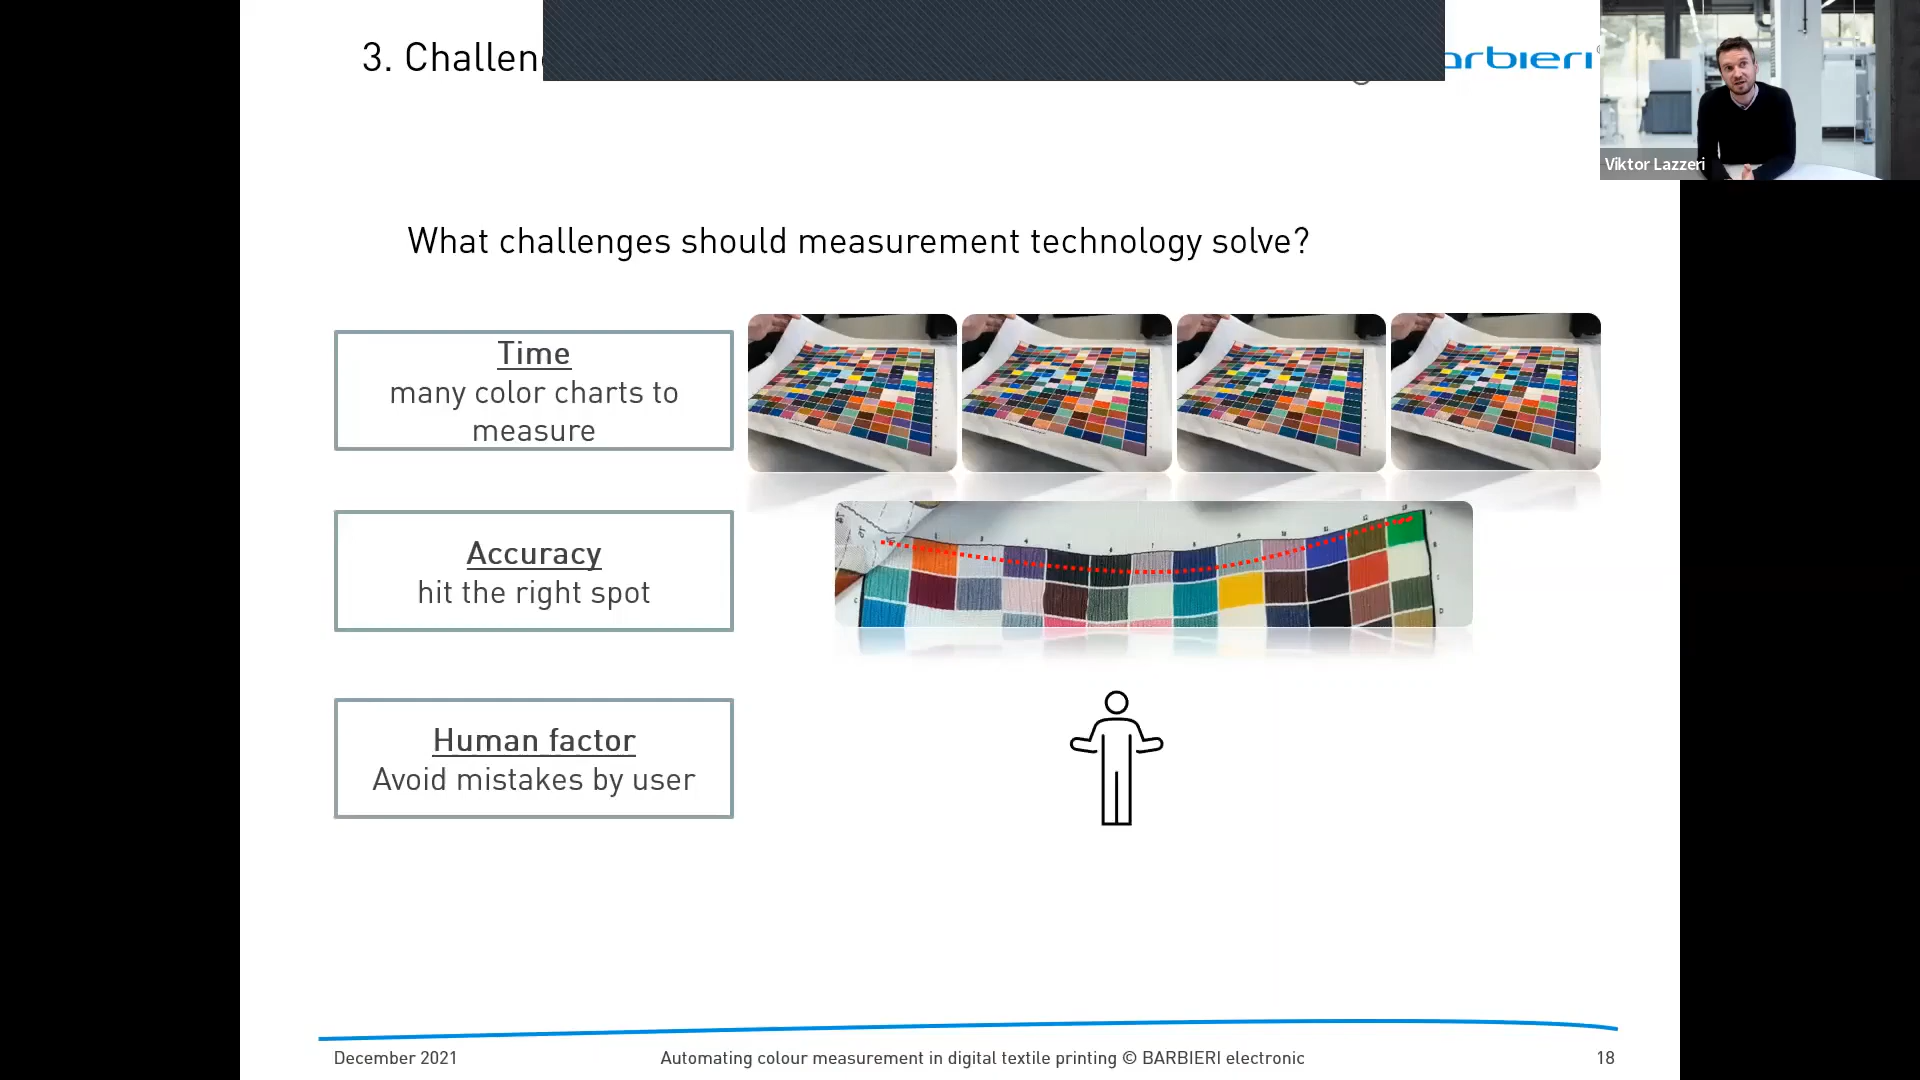 3. Challen
arbieri
Viktor Lazzeri
What challenges should measurement technology solve?
Time
many color charts to
measure
Accuracy
hit the right spot
Human factor
Avoid mistakes by user
December 2021
Automating colour measurement in digital textile printing © BARBIERI electronic
18